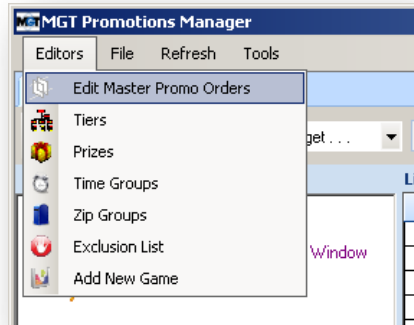 MGT MGT Promotions Manager
Editors File Refresh Tools
Edit Master Promo Orders
Tiers
get . . .
Prizes
Time Groups
Zip Groups
Exclusion List
Window
Add New Game